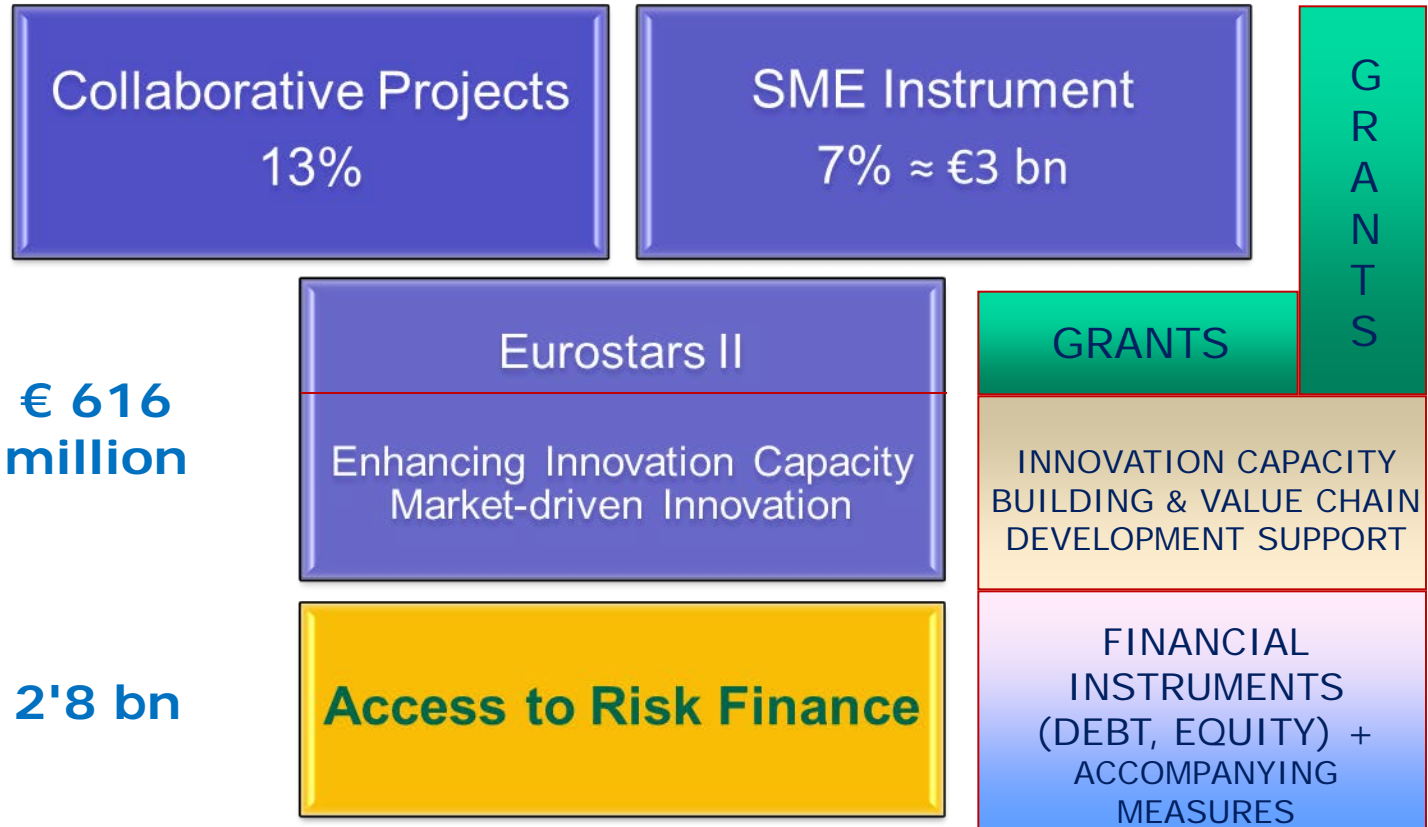 Collaborative Projects
13%
SME Instrument
7% ≈ €3 bn
GRANTS
€ 616
million
Eurostars II
Enhancing Innovation Capacity
Market-driven Innovation
GRANTS
INNOVATION CAPACITY
BUILDING & VALUE CHAIN
DEVELOPMENT SUPPORT
2'8 bn
Access to Risk Finance
FINANCIAL
INSTRUMENTS
(DEBT, EQUITY) +
ACCOMPANYING
MEASURES